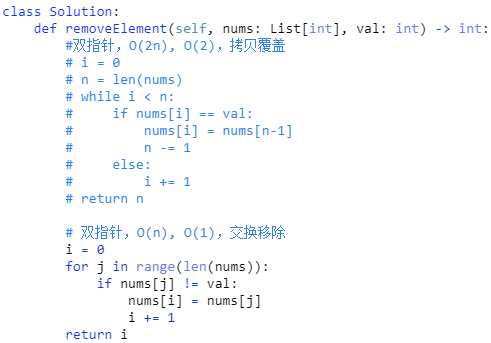 class Solution:
    def removeElement(self, nums: List[int], val: int) -> int:
        #双指针，O(2n), O(2)，拷贝覆盖
        # i = 0
        # n = len(nums)
        # while i < n:
        #     if nums[i] == val:
        #         nums[i] = nums[n-1]
        #         n -= 1
        #     else:
        #         i += 1
        # return n

        # 双指针，O(n), O(1)，交换移除
        i = 0
        for j in range(len(nums)):
            if nums[j] != val:
                nums[i] = nums[j]
                i += 1
        return i